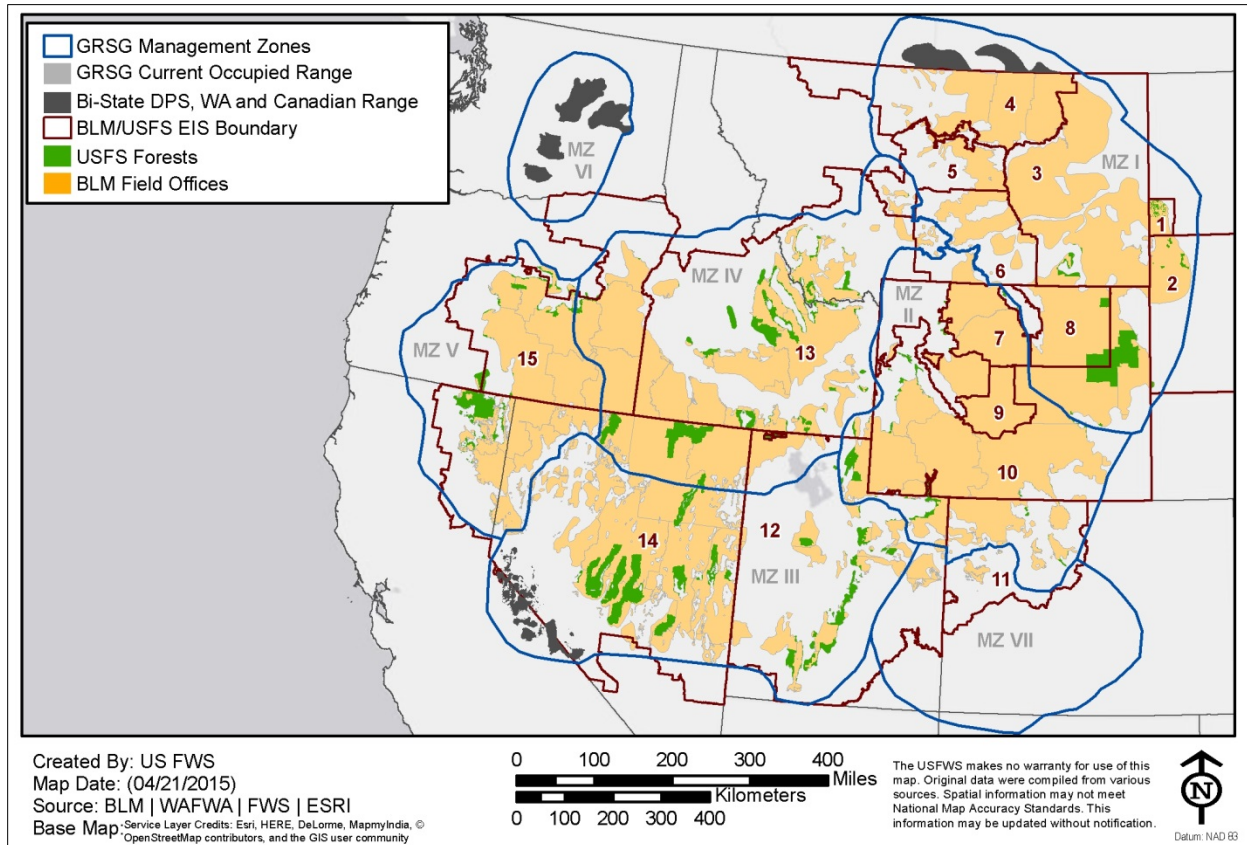 GRSG Management Zones
GRSG Current Occupied Range
Bi-State DPS, WA and Canadian Range
BLM/USFS EIS Boundary
USFS Forests
BLM Field Offices
MZ
VI
4
5
3
MZ I
1
2
6
MZ IV
MZ
II
7
8
MZ V
15
13
9
10
14
12
MZ III
11
MZ VII
Created By: US FWS
Map Date: (04/21/2015)
Source: BLM | WAFWA | FWS | ESRI
Base Map: Service Layer Credits: Esri, HERE, DeLorme, MapmyIndia, ©
OpenStreetMap contributors, and the GIS user community
0 100 200 300 400
Miles
Kilometers
0 100 200 300 400
The USFWS makes no warranty for use of this
map. Original data were compiled from various
sources. Spatial information may not meet
National Map Accuracy Standards. This
information may be updated without notification.
N
Datum: NAD 83